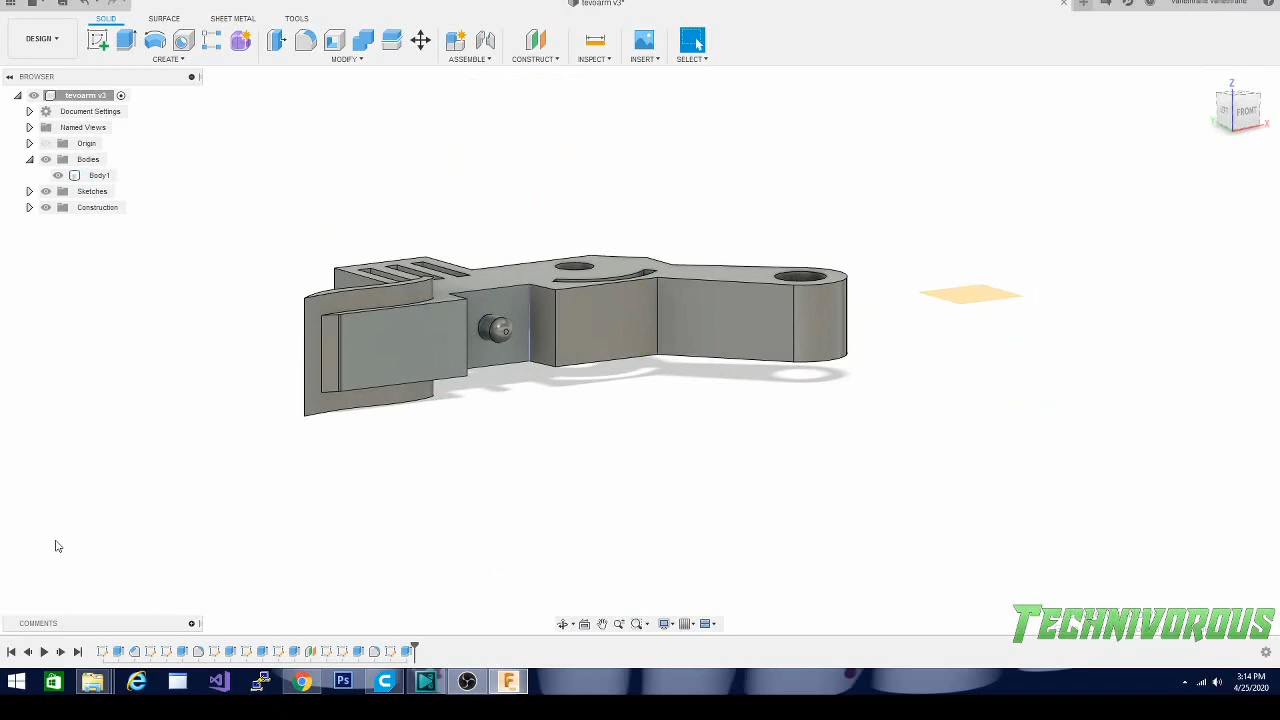 tevoarm v3*
SOLID SURFACE SHEET METAL TOOLS
DESIGN
CREATE MODIFY ASSEMBLE CONSTRUCT INSPECT INSERT SELECT
BROWSER
tevoarm v3
Document Settings
Named Views
Origin
Bodies
Body1
Sketches
Construction
Z
FRONT
X
COMMENTS
TECHNIVOROUS
Ps
F
3:14 PM
4/25/2020